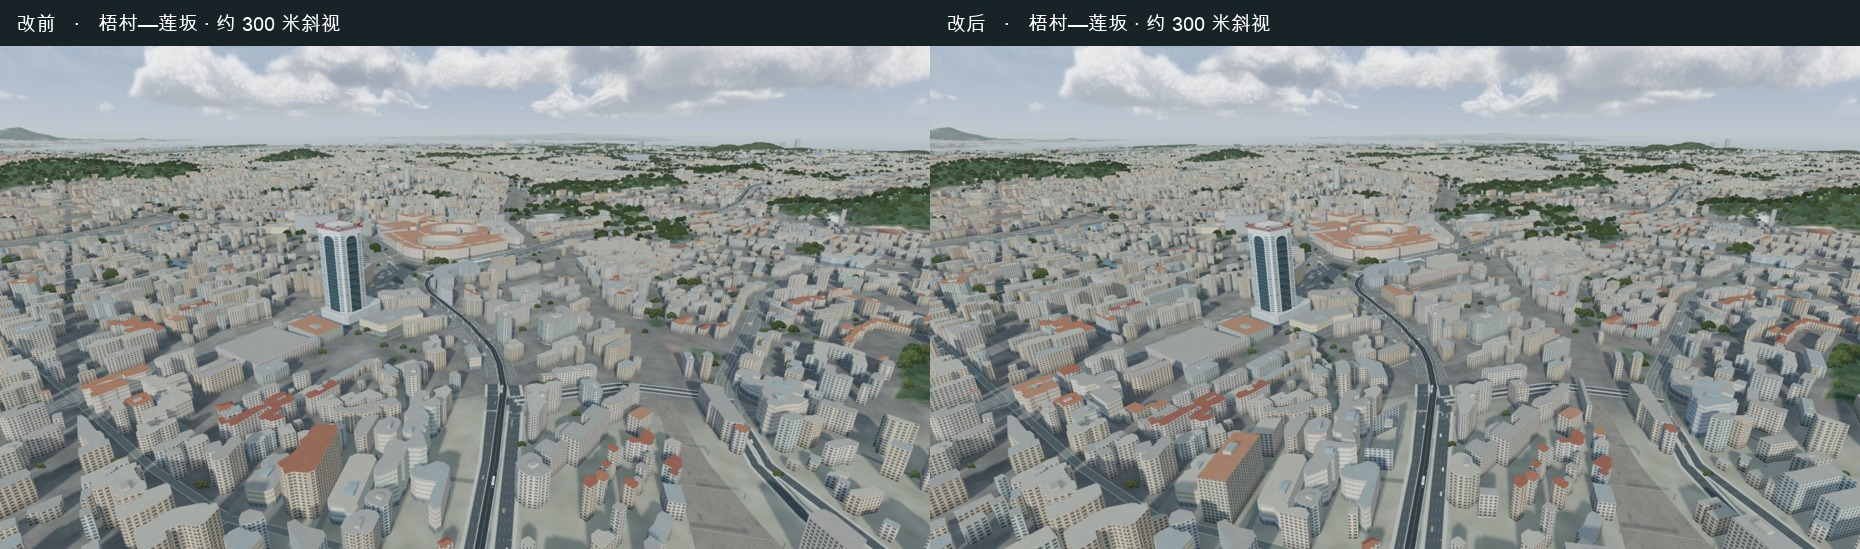 改前 · 梧村—莲坂 · 约 300 米斜视
改后 · 梧村—莲坂 · 约 300 米斜视